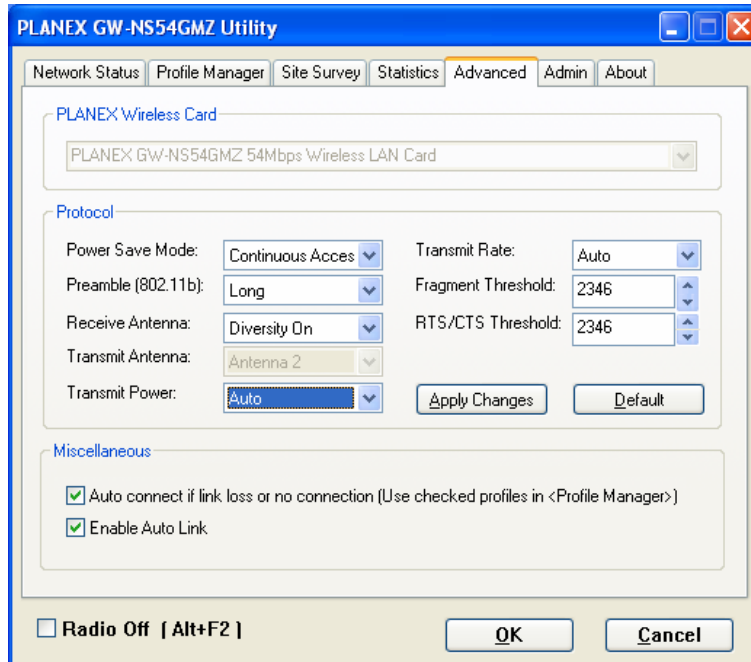 PLANEX GW-NS54GMZ Utility
Network Status Profile Manager Site Survey Statistics Advanced Admin About
PLANEX Wireless Card
PLANEX GW-NS54GMZ 54Mbps Wireless LAN Card
Protocol
Power Save Mode: Continuous Acces Transmit Rate: Auto
Preamble (802.11b): Long Fragment Threshold: 2346
Receive Antenna: Diversity On RTS/CTS Threshold: 2346
Transmit Antenna: Antenna 2
Transmit Power: Auto Apply Changes Default
Miscellaneous
Auto connect if link loss or no connection (Use checked profiles in <Profile Manager>)
Enable Auto Link
Radio Off [ Alt+F2 ] OK Cancel